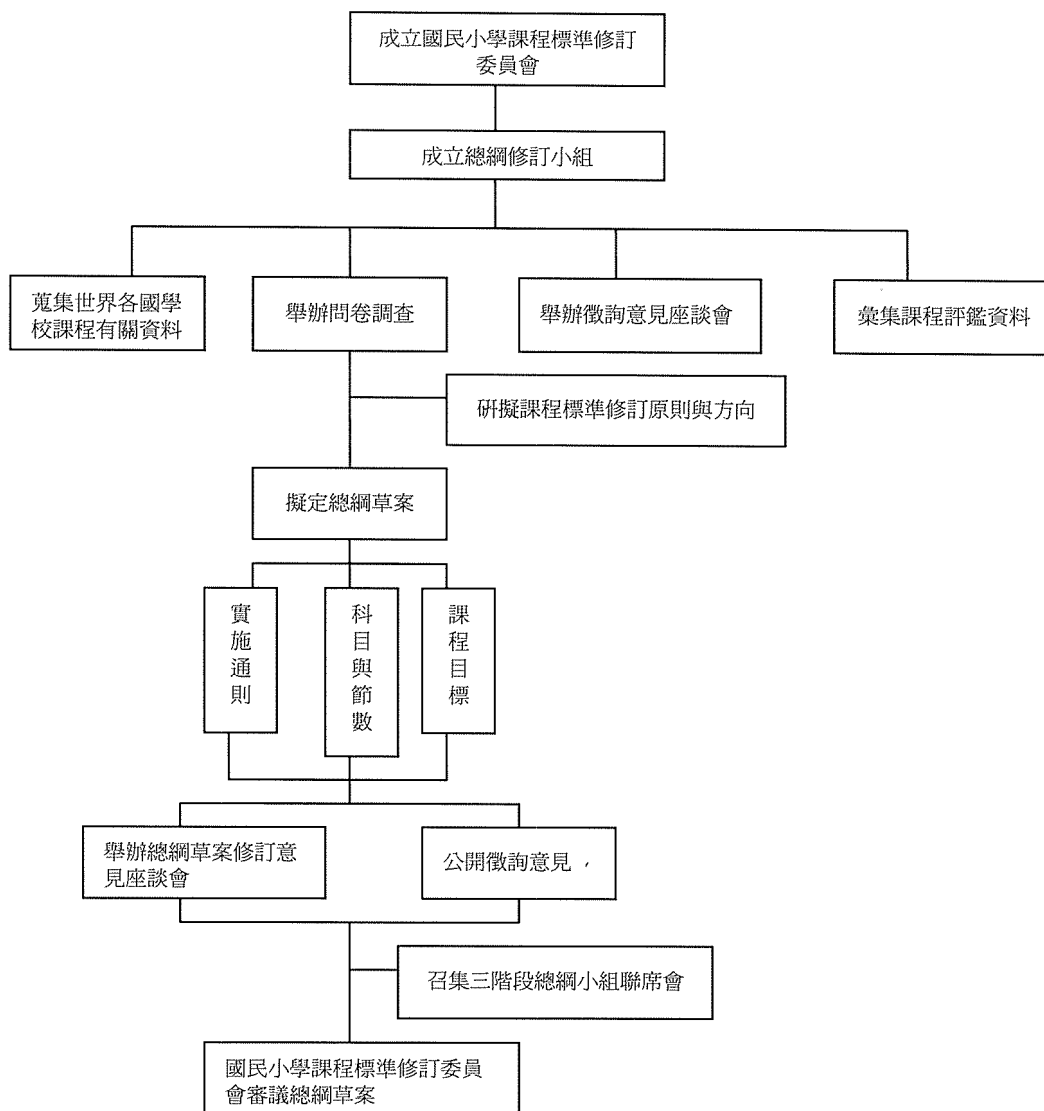 成立國民小學課程標準修訂
委員會
成立總綱修訂小組
蒐集世界各國學
校課程有關資料
舉辦問卷調查
舉辦徵詢意見座談會
彙集課程評鑑資料
研擬課程標準修訂原則與方向
擬定總綱草案
實施通則
科目與節數
課程目標
舉辦總綱草案修訂意
見座談會
公開徵詢意見
召集三階段總綱小組聯席會
國民小學課程標準修訂委員
會審議總綱草案